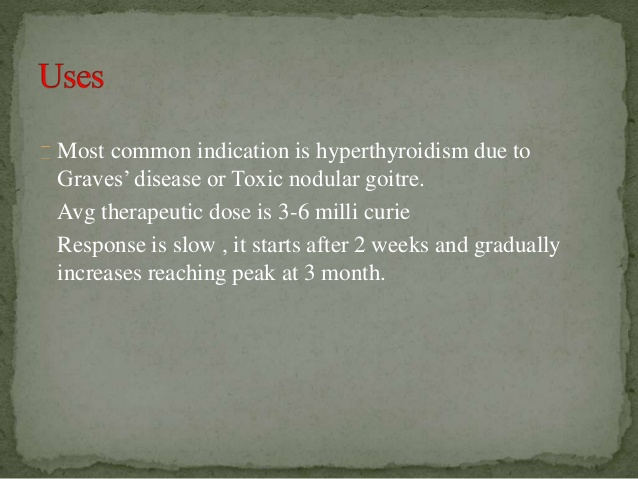 Uses
Most common indication is hyperthyroidism due to
Graves’ disease or Toxic nodular goitre.
Avg therapeutic dose is 3-6 milli curie
Response is slow , it starts after 2 weeks and gradually
increases reaching peak at 3 month.